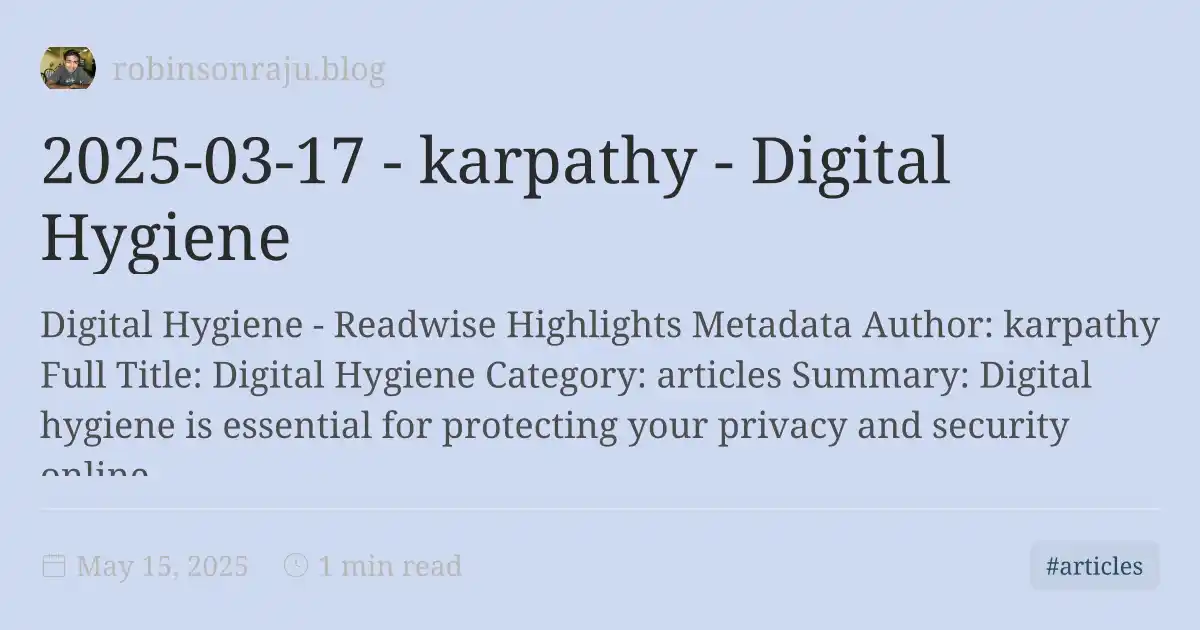 robinsonraju.blog
2025-03-17 - karpathy - Digital
Hygiene
Digital Hygiene - Readwise Highlights Metadata Author: karpathy
Full Title: Digital Hygiene Category: articles Summary: Digital
hygiene is essential for protecting your privacy and security
online
May 15, 2025
1 min read
#articles